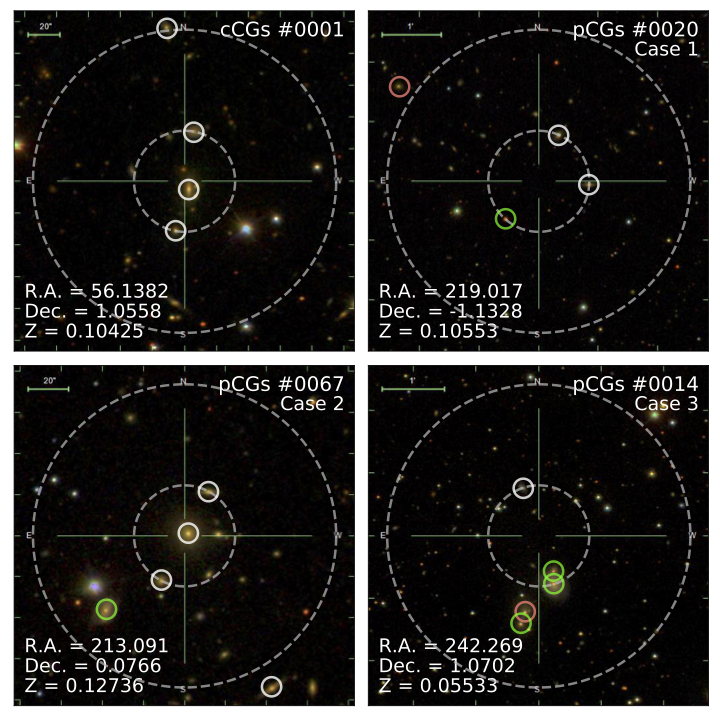 20"
N
cCGs #0001
E
W
R.A. = 56.1382
Dec. = 1.0558
Z = 0.10425
S
1'
N
pCGs #0020
Case 1
E
W
R.A. = 219.017
Dec. = -1.1328
Z = 0.10553
S
20"
N
pCGs #0067
Case 2
E
W
R.A. = 213.091
Dec. = 0.0766
Z = 0.12736
S
1'
N
pCGs #0014
Case 3
E
W
R.A. = 242.269
Dec. = 1.0702
Z = 0.05533
S